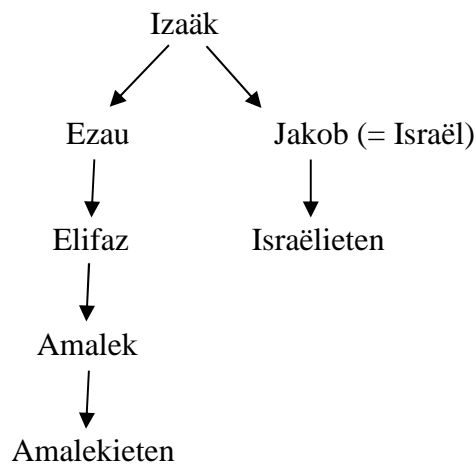 Izaäk
Ezau Jakob (= Israël)
Elifaz Israëlieten
Amalek
Amalekieten